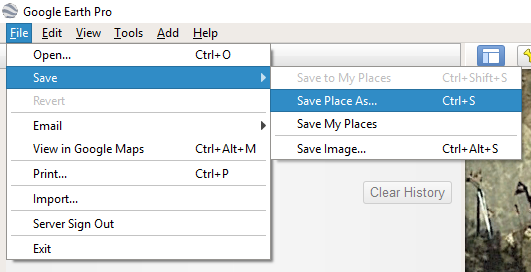 Google Earth Pro
File Edit View Tools Add Help
Open... Ctrl+O
Save
Save to My Places Ctrl+Shift+S
Revert
Save Place As... Ctrl+S
Email
Save My Places
View in Google Maps Ctrl+Alt+M
Save Image... Ctrl+Alt+S
Print... Ctrl+P
Import...
Clear History
Server Sign Out
Exit